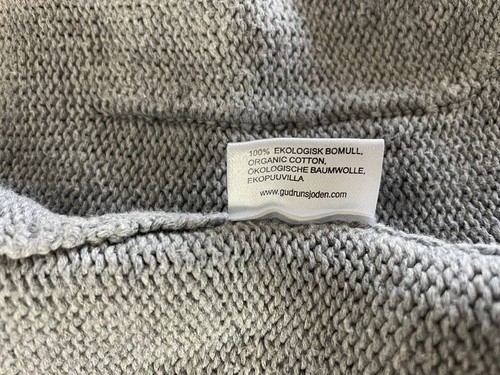 100% EKOLOGISK BOMULL,
ORGANIC COTTON,
ÖKOLOGISCHE BAUMWOLLE,
EKOPUUVILLA
www.gudrunsjoden.com